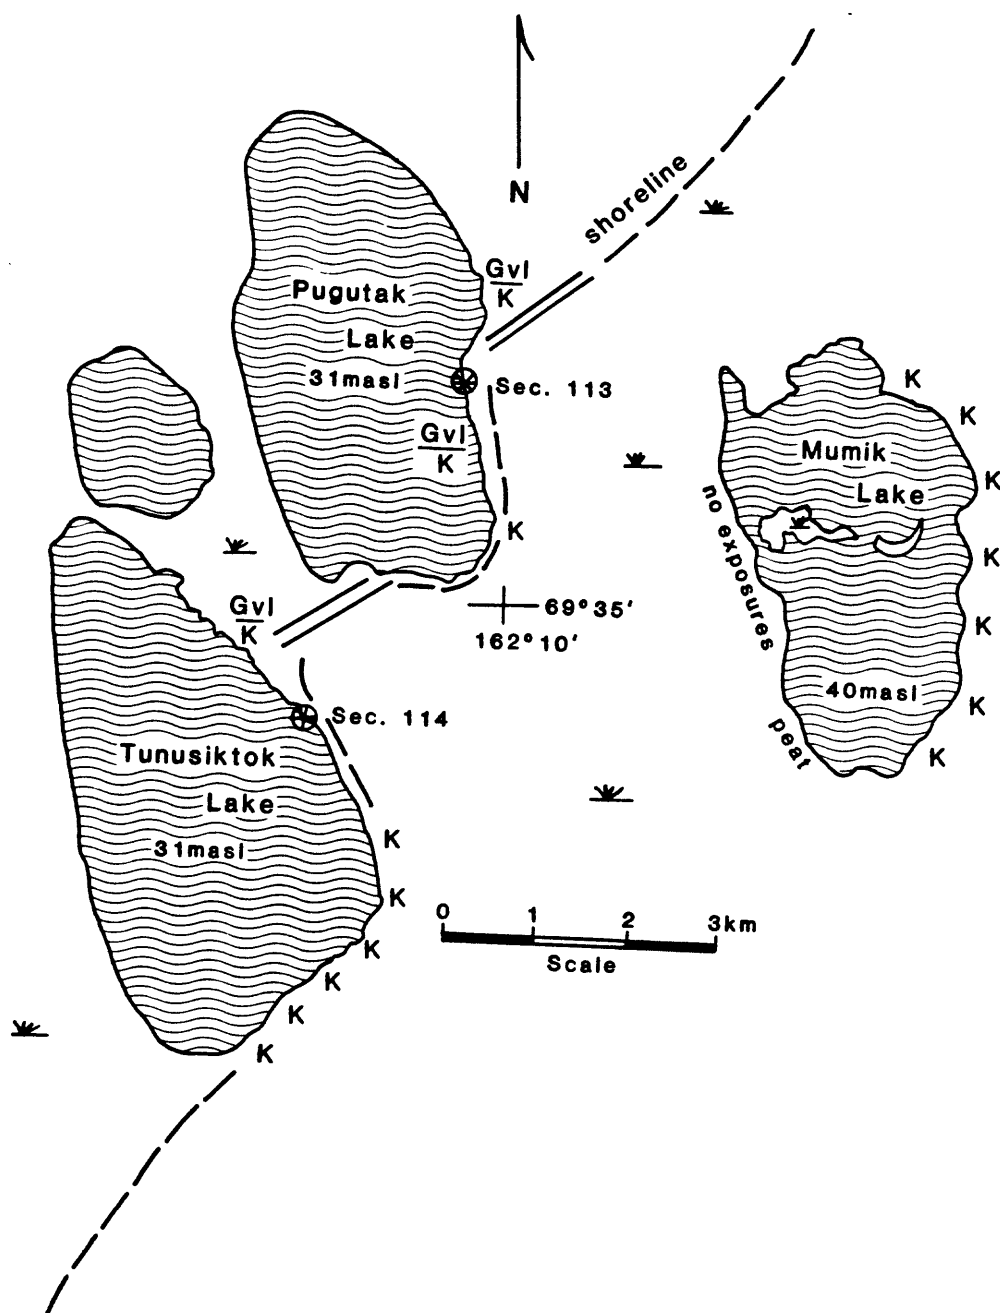 N
shoreline
Gvl
K
Pugutak
Lake
31masl
Sec. 113
Gvl
K
K
K
K
Mumik
Lake
K
K
K
K
K
no exposures
peat
40masl
69°35'
162°10'
Gvl
K
Sec. 114
Tunusiktok
Lake
31masl
K
K
K
K
K
K
0 1 2 3km
Scale